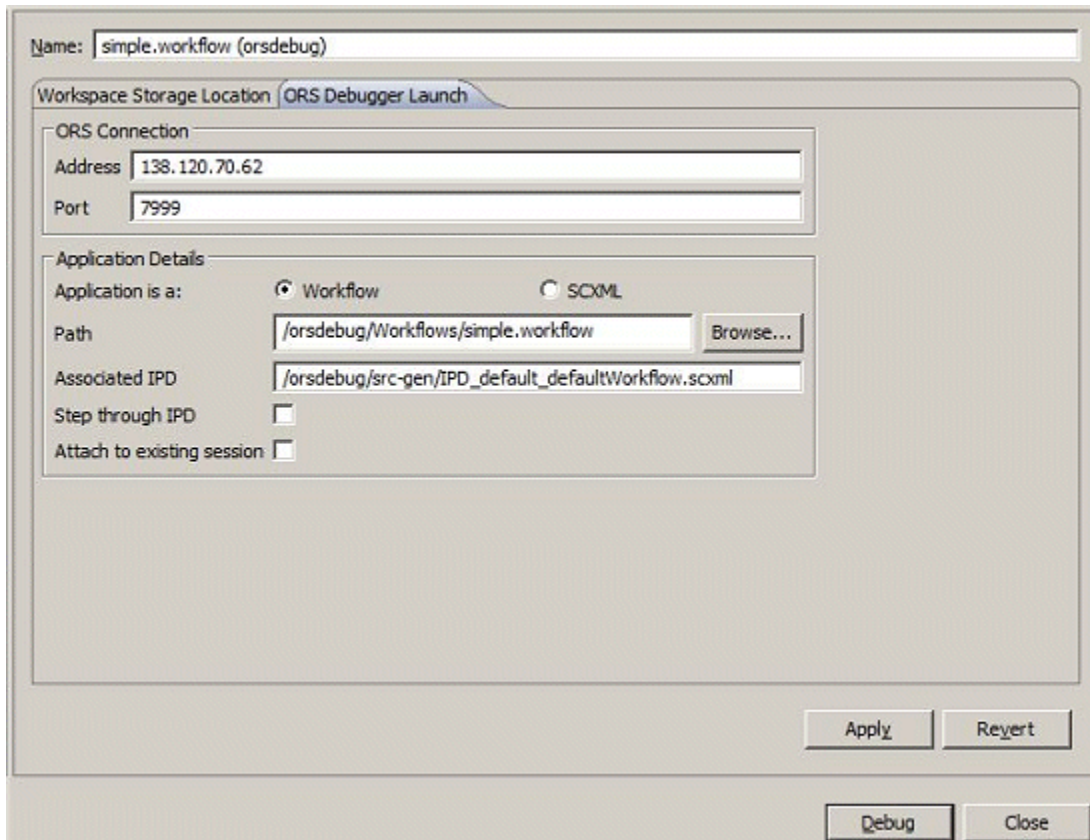 Name: simple.workflow (orsdebug)
Workspace Storage Location ORS Debugger Launch
ORS Connection
Address 138.120.70.62
Port 7999
Application Details
Application is a: Workflow SCXML
Path /orsdebug/Workflows/simple.workflow Browse...
Associated IPD /orsdebug/src-gen/IPD_default_defaultWorkflow.scxml
Step through IPD
Attach to existing session
Apply Revert
Debug Close